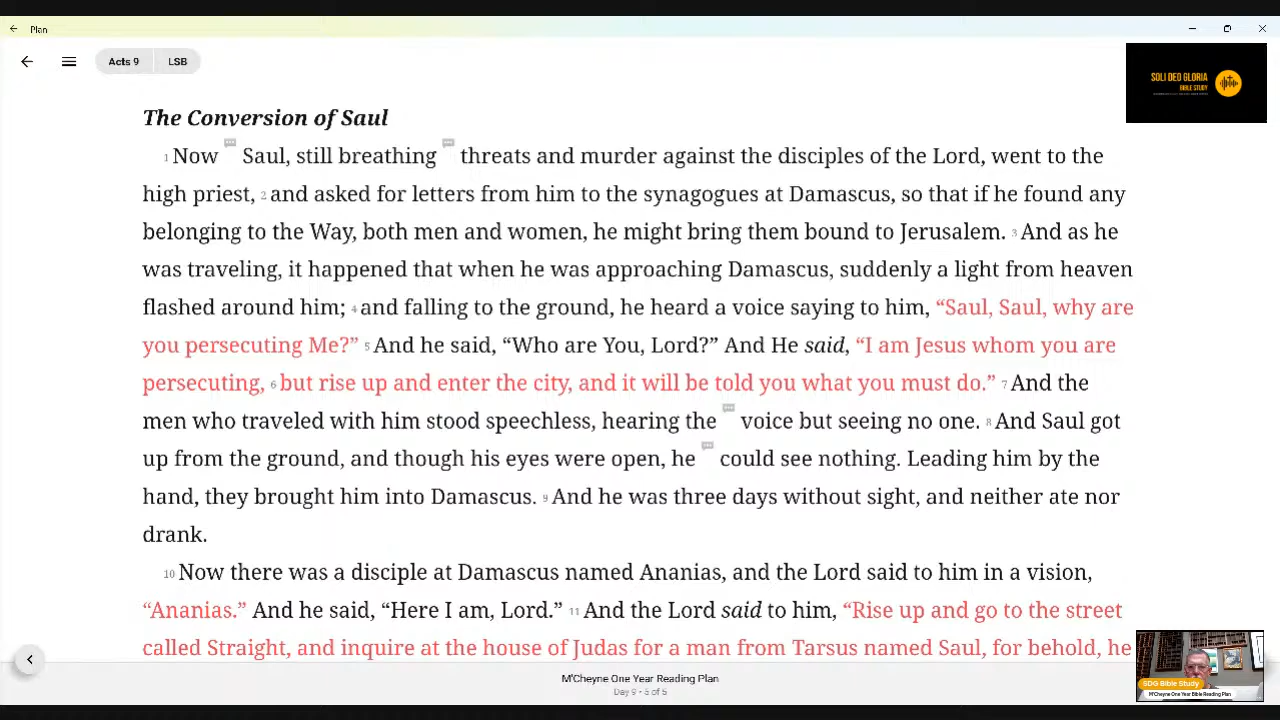 Plan
Acts 9 LSB
SOLI DEO GLORIA
BIBLE STUDY
The Conversion of Saul
1 Now Saul, still breathing threats and murder against the disciples of the Lord, went to the
high priest, 2 and asked for letters from him to the synagogues at Damascus, so that if he found any
belonging to the Way, both men and women, he might bring them bound to Jerusalem. 3 And as he
was traveling, it happened that when he was approaching Damascus, suddenly a light from heaven
flashed around him; 4 and falling to the ground, he heard a voice saying to him, “Saul, Saul, why are
you persecuting Me?” 5 And he said, “Who are You, Lord?” And He said, “I am Jesus whom you are
persecuting, 6 but rise up and enter the city, and it will be told you what you must do.” 7 And the
men who traveled with him stood speechless, hearing the voice but seeing no one. 8 And Saul got
up from the ground, and though his eyes were open, he could see nothing. Leading him by the
hand, they brought him into Damascus. 9 And he was three days without sight, and neither ate nor
drank.
10 Now there was a disciple at Damascus named Ananias, and the Lord said to him in a vision,
“Ananias.” And he said, “Here I am, Lord.” 11 And the Lord said to him, “Rise up and go to the street
called Straight, and inquire at the house of Judas for a man from Tarsus named Saul, for behold, he
M'Cheyne One Year Reading Plan
Day 9 • 5 of 5
SDG Bible Study
M'Cheyne One Year Bible Reading Plan